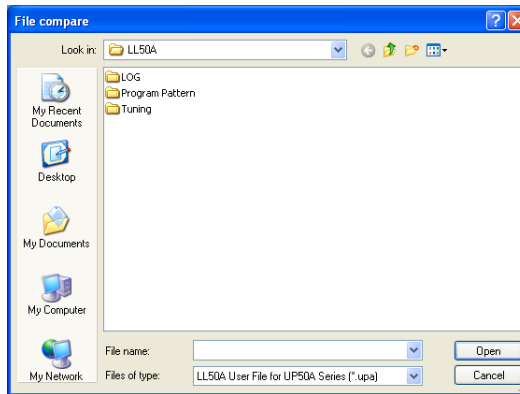 File compare
Look in:
LL50A
My Recent
Documents
Desktop
My Documents
My Computer
My Network
LOG
Program Pattern
Tuning
File name:
Open
Files of type:
LL50A User File for UP50A Series (*.upa)
Cancel